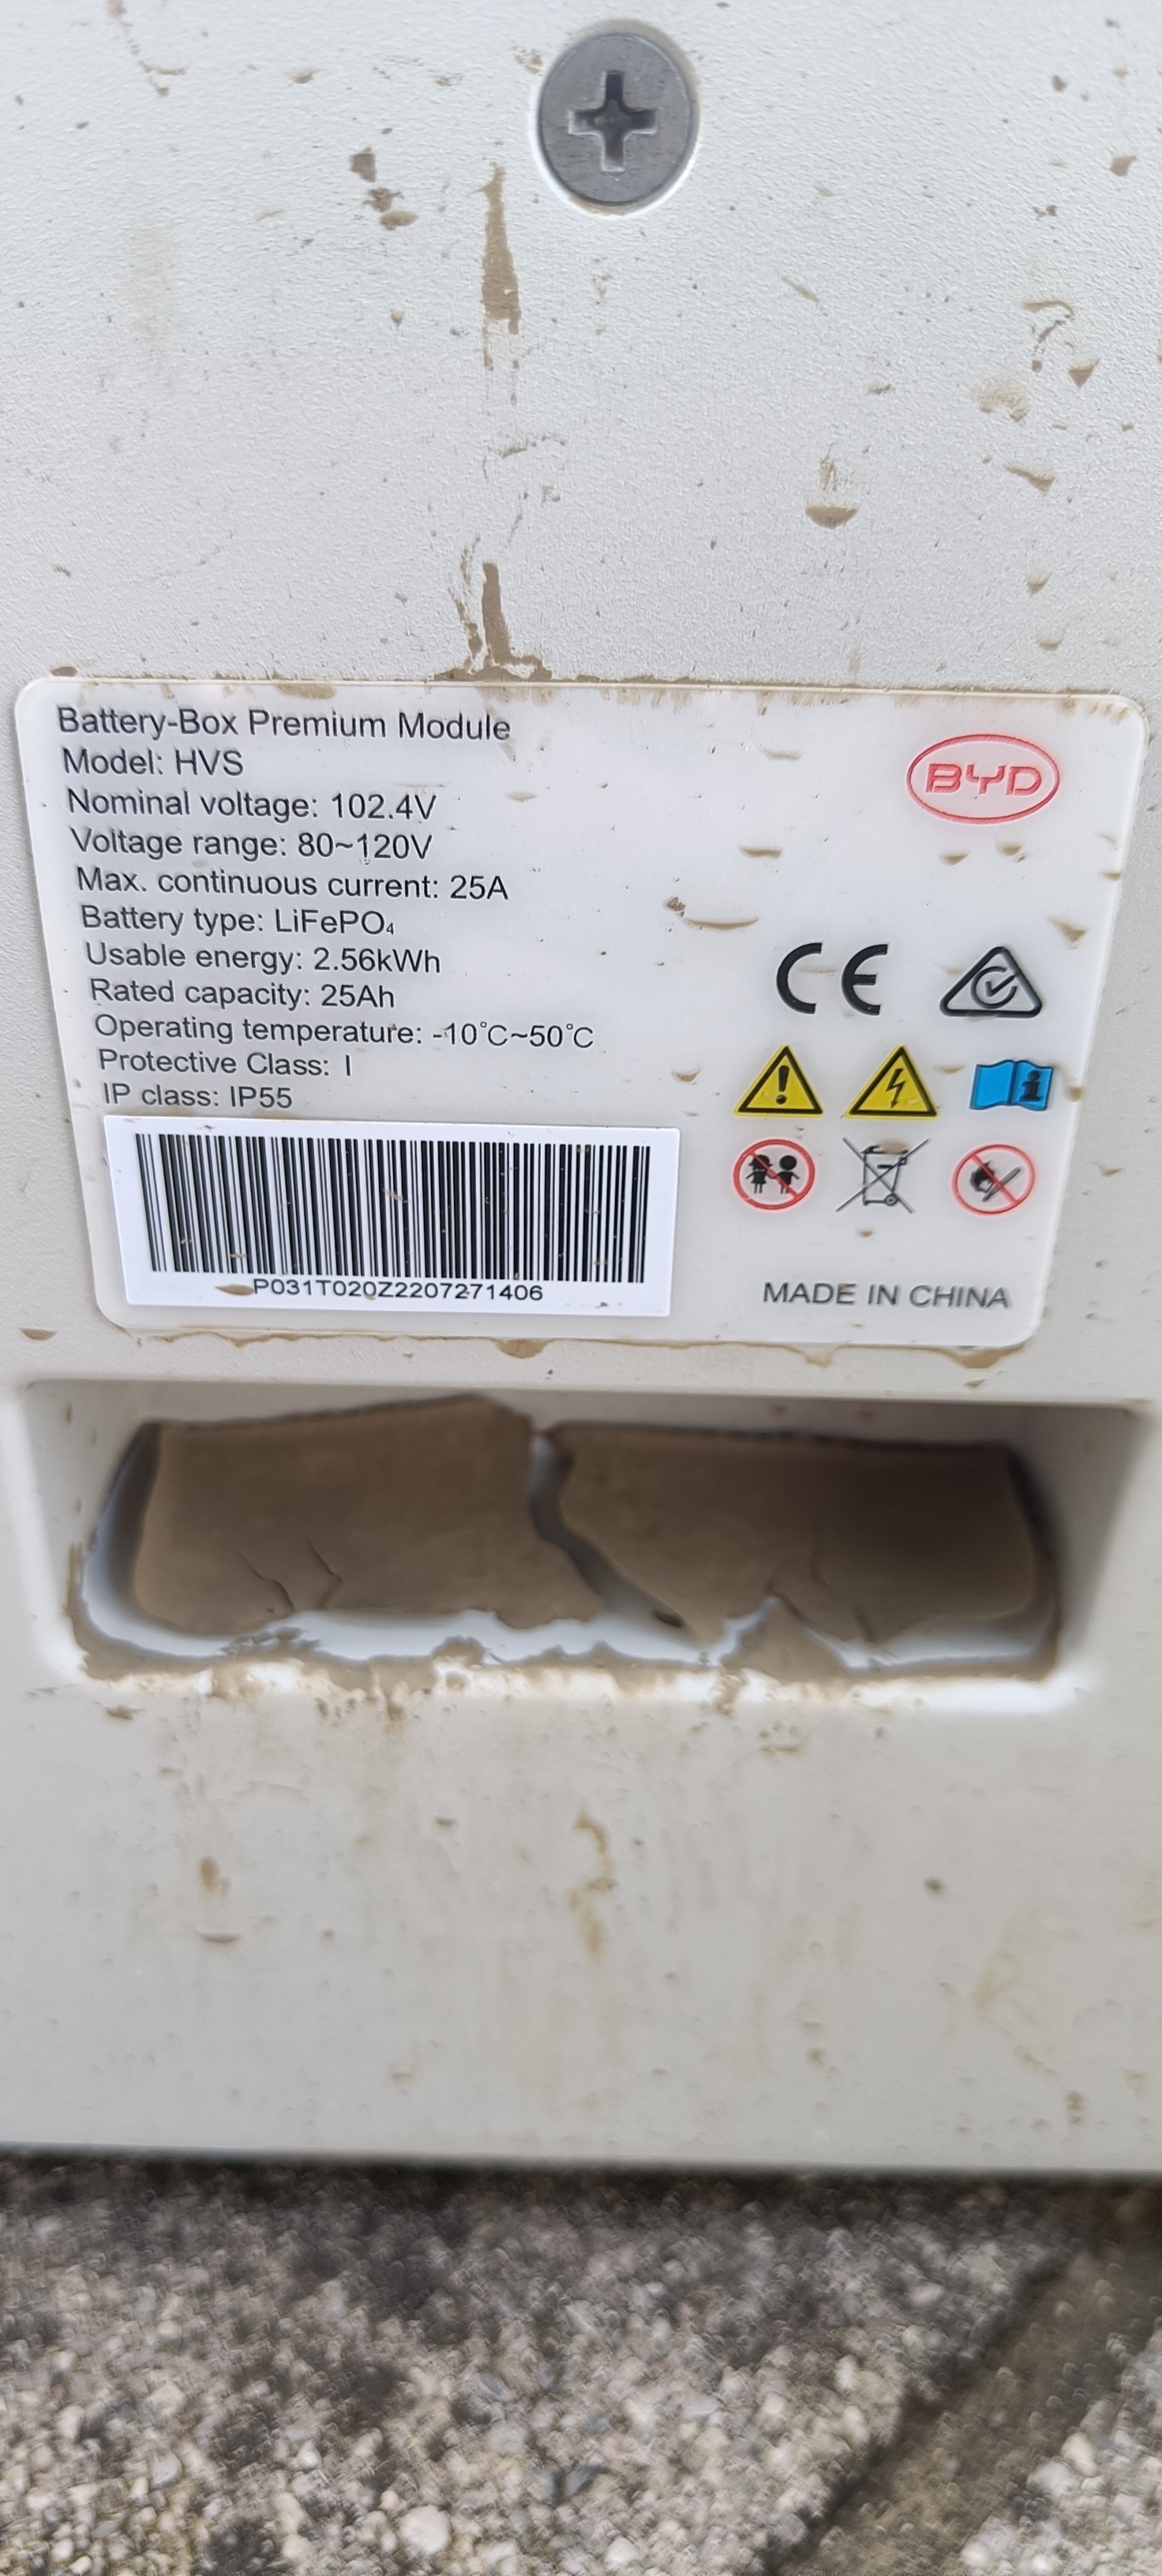 Battery-Box Premium Module
Model: HVS
BYD
Nominal voltage: 102.4V
Voltage range: 80~120V
Max. continuous current: 25A
Battery type: LiFePO₄
Usable energy: 2.56kWh
Rated capacity: 25Ah
Operating temperature: -10°C~50°C
Protective Class: I
IP class: IP55
CE
P031T020Z2207271406
MADE IN CHINA